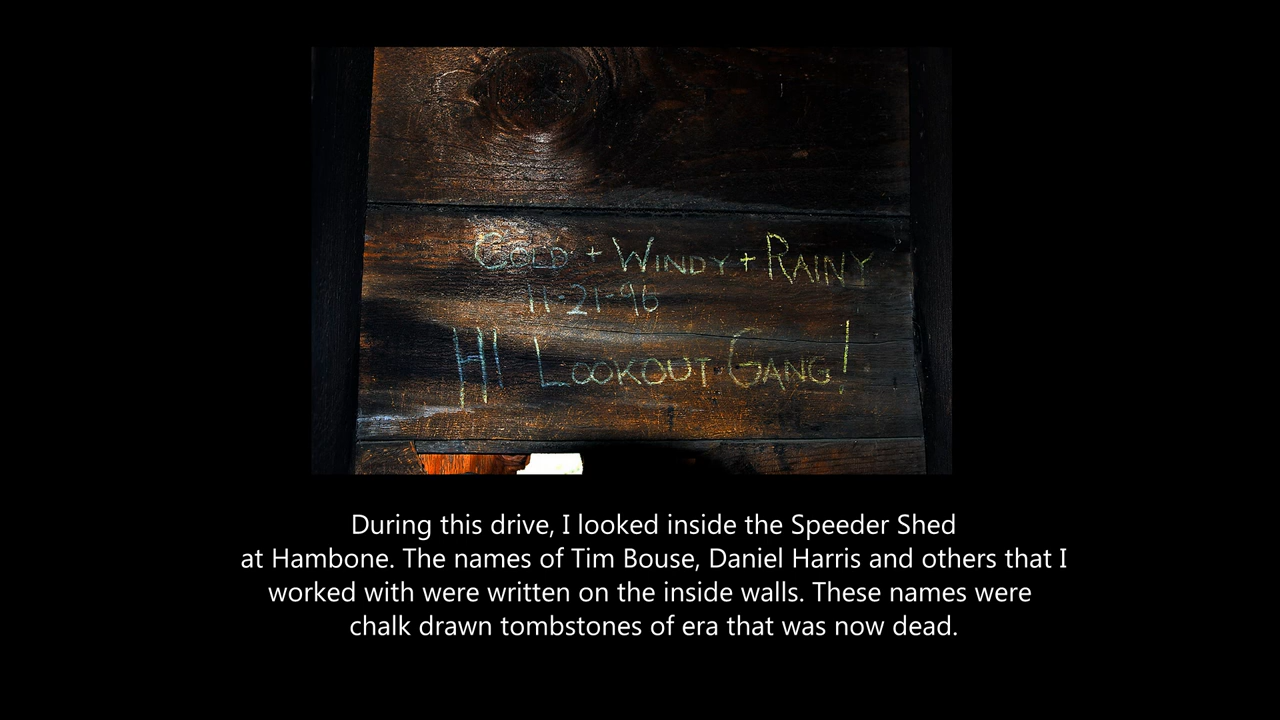 COLD + WINDY + RAINY
11-21-96
HI LOOKOUT GANG!
During this drive, I looked inside the Speeder Shed
at Hambone. The names of Tim Bouse, Daniel Harris and others that I
worked with were written on the inside walls. These names were
chalk drawn tombstones of era that was now dead.